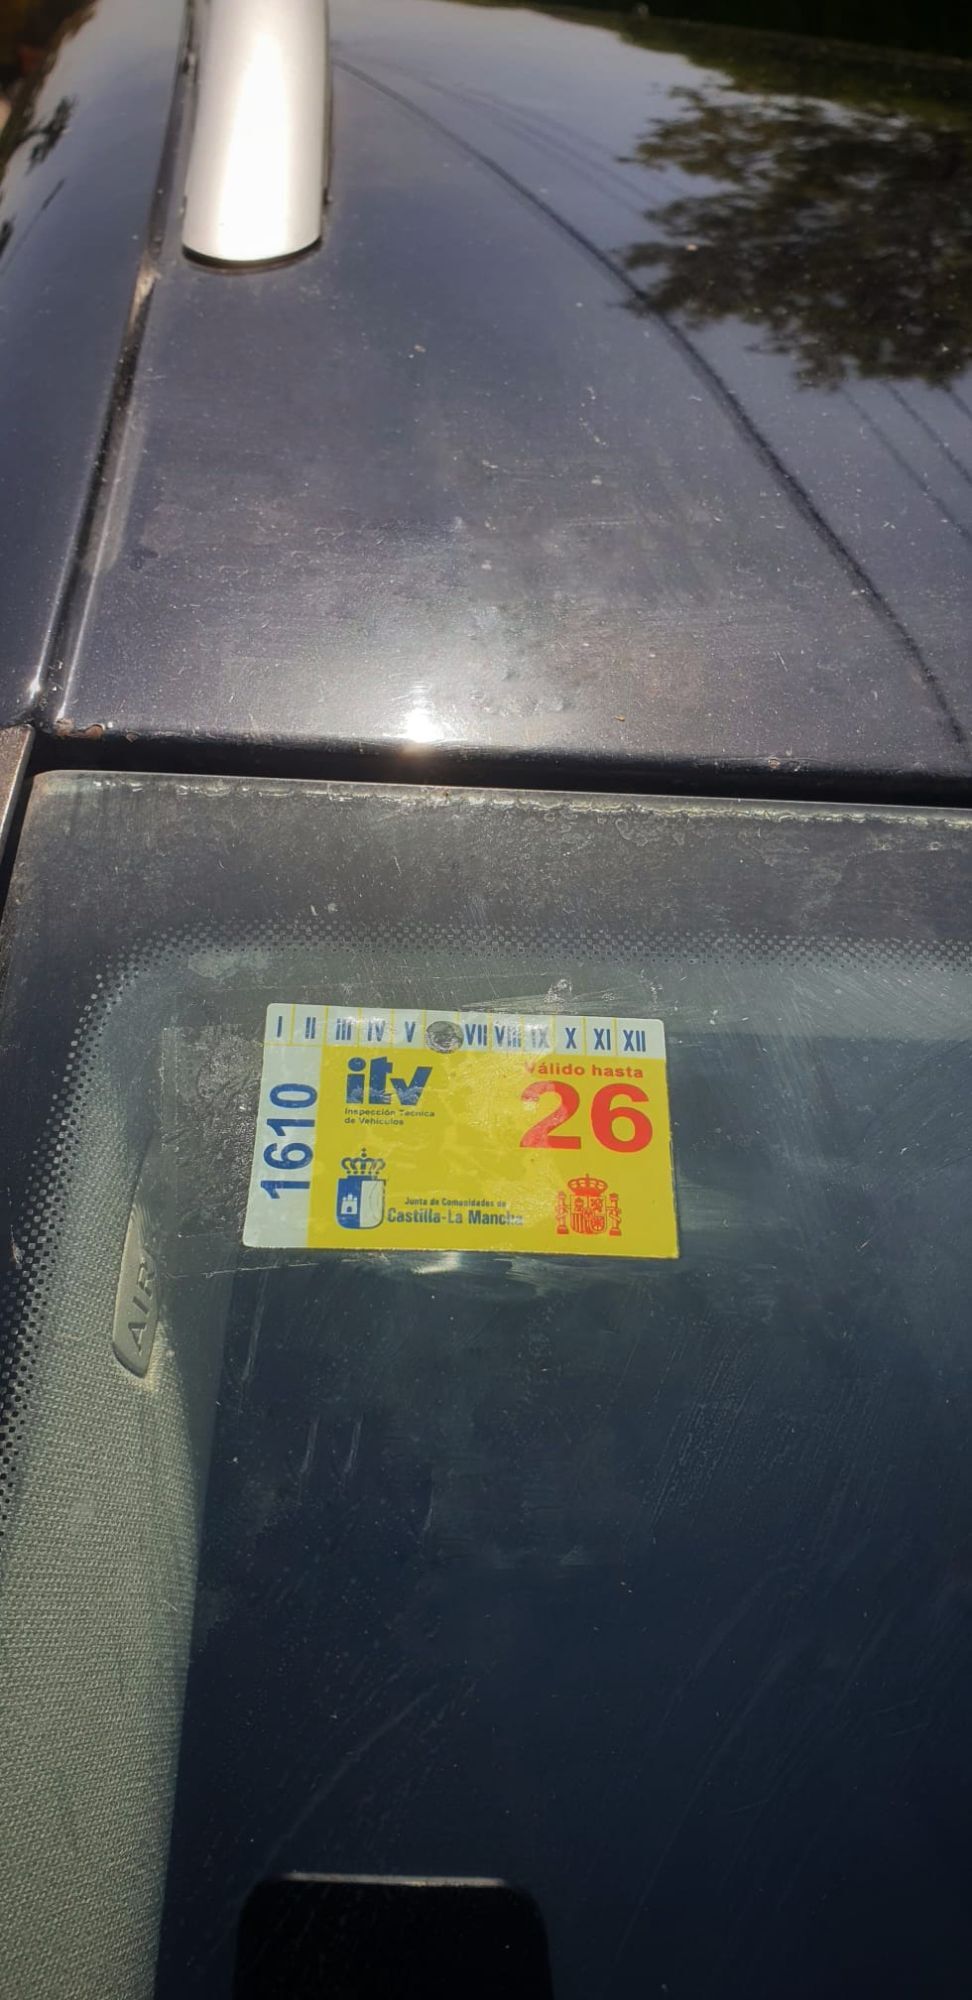 I II III IV V VII VIII IX X XI XII
1610
itv
Inspección Técnica
de Vehículos
Válido hasta
26
Junta de Comunidades de
Castilla-La Mancha
AIR